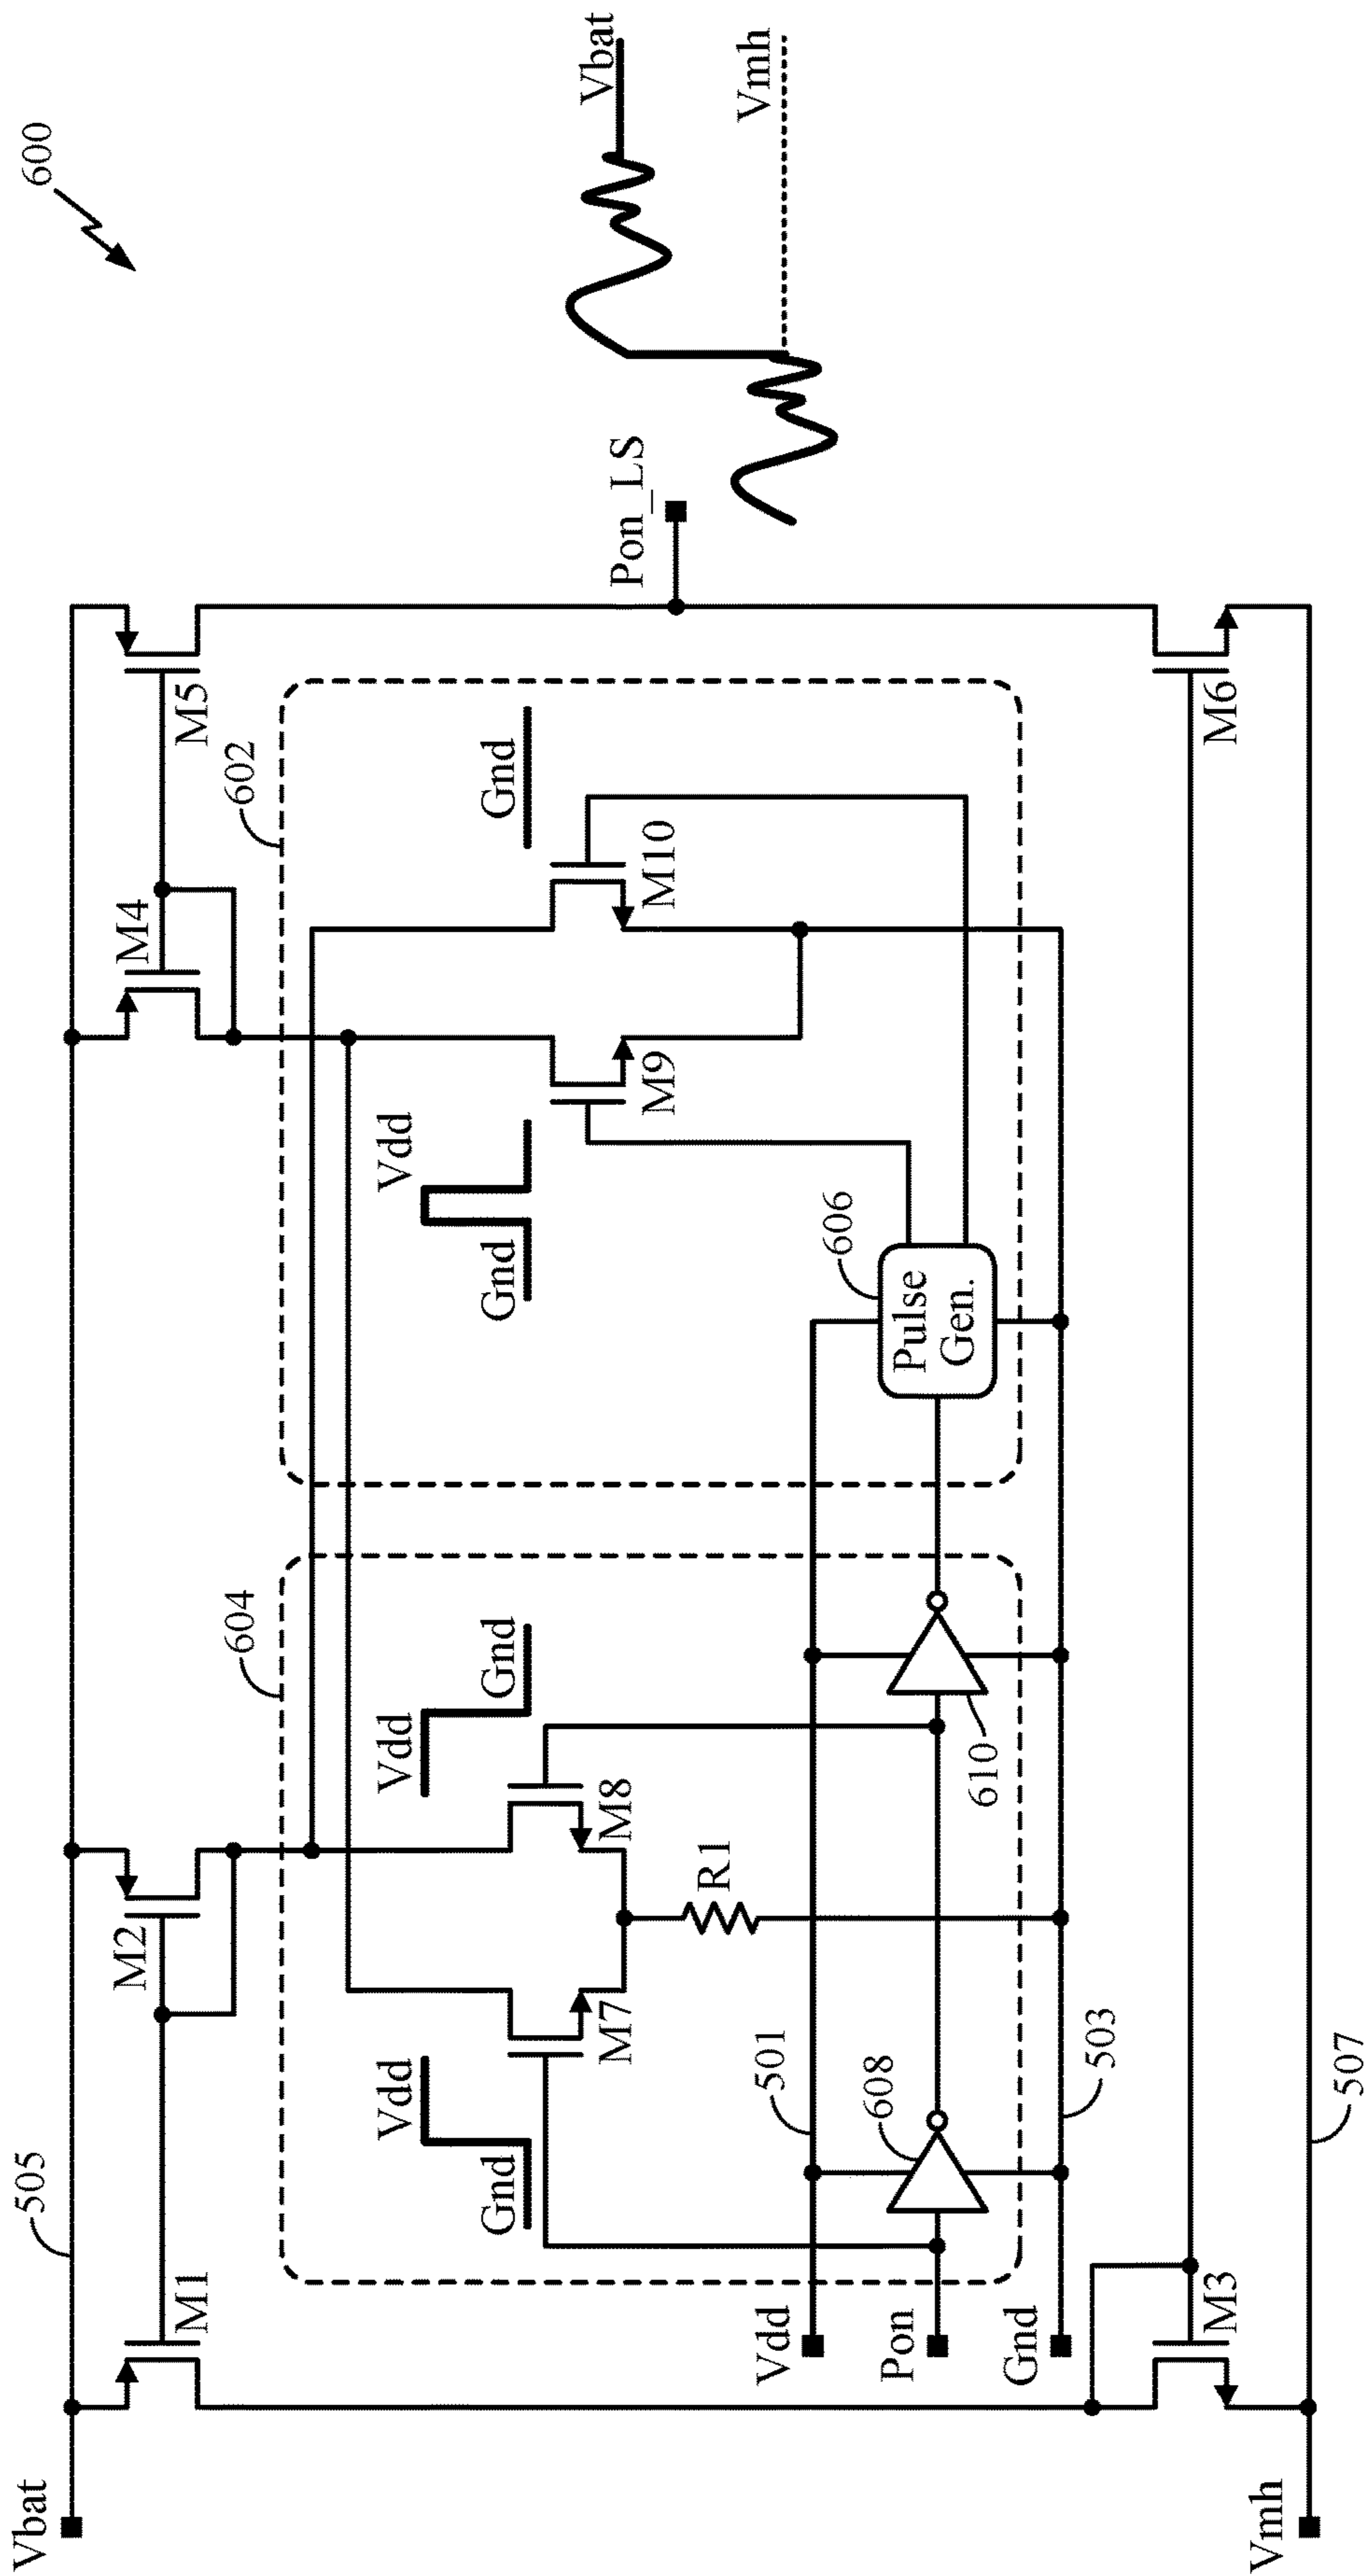 600
505
Vbat
M1
M2
M4
M5
604
602
Vdd
Gnd
Vdd
Gnd
Gnd
Vdd
Gnd
M7
M8
M9
M10
R1
Pon_LS
Vbat
Vmh
501
606
Vdd
608
Pulse
Gen.
Pon
610
Gnd
503
M3
M6
507
Vmh